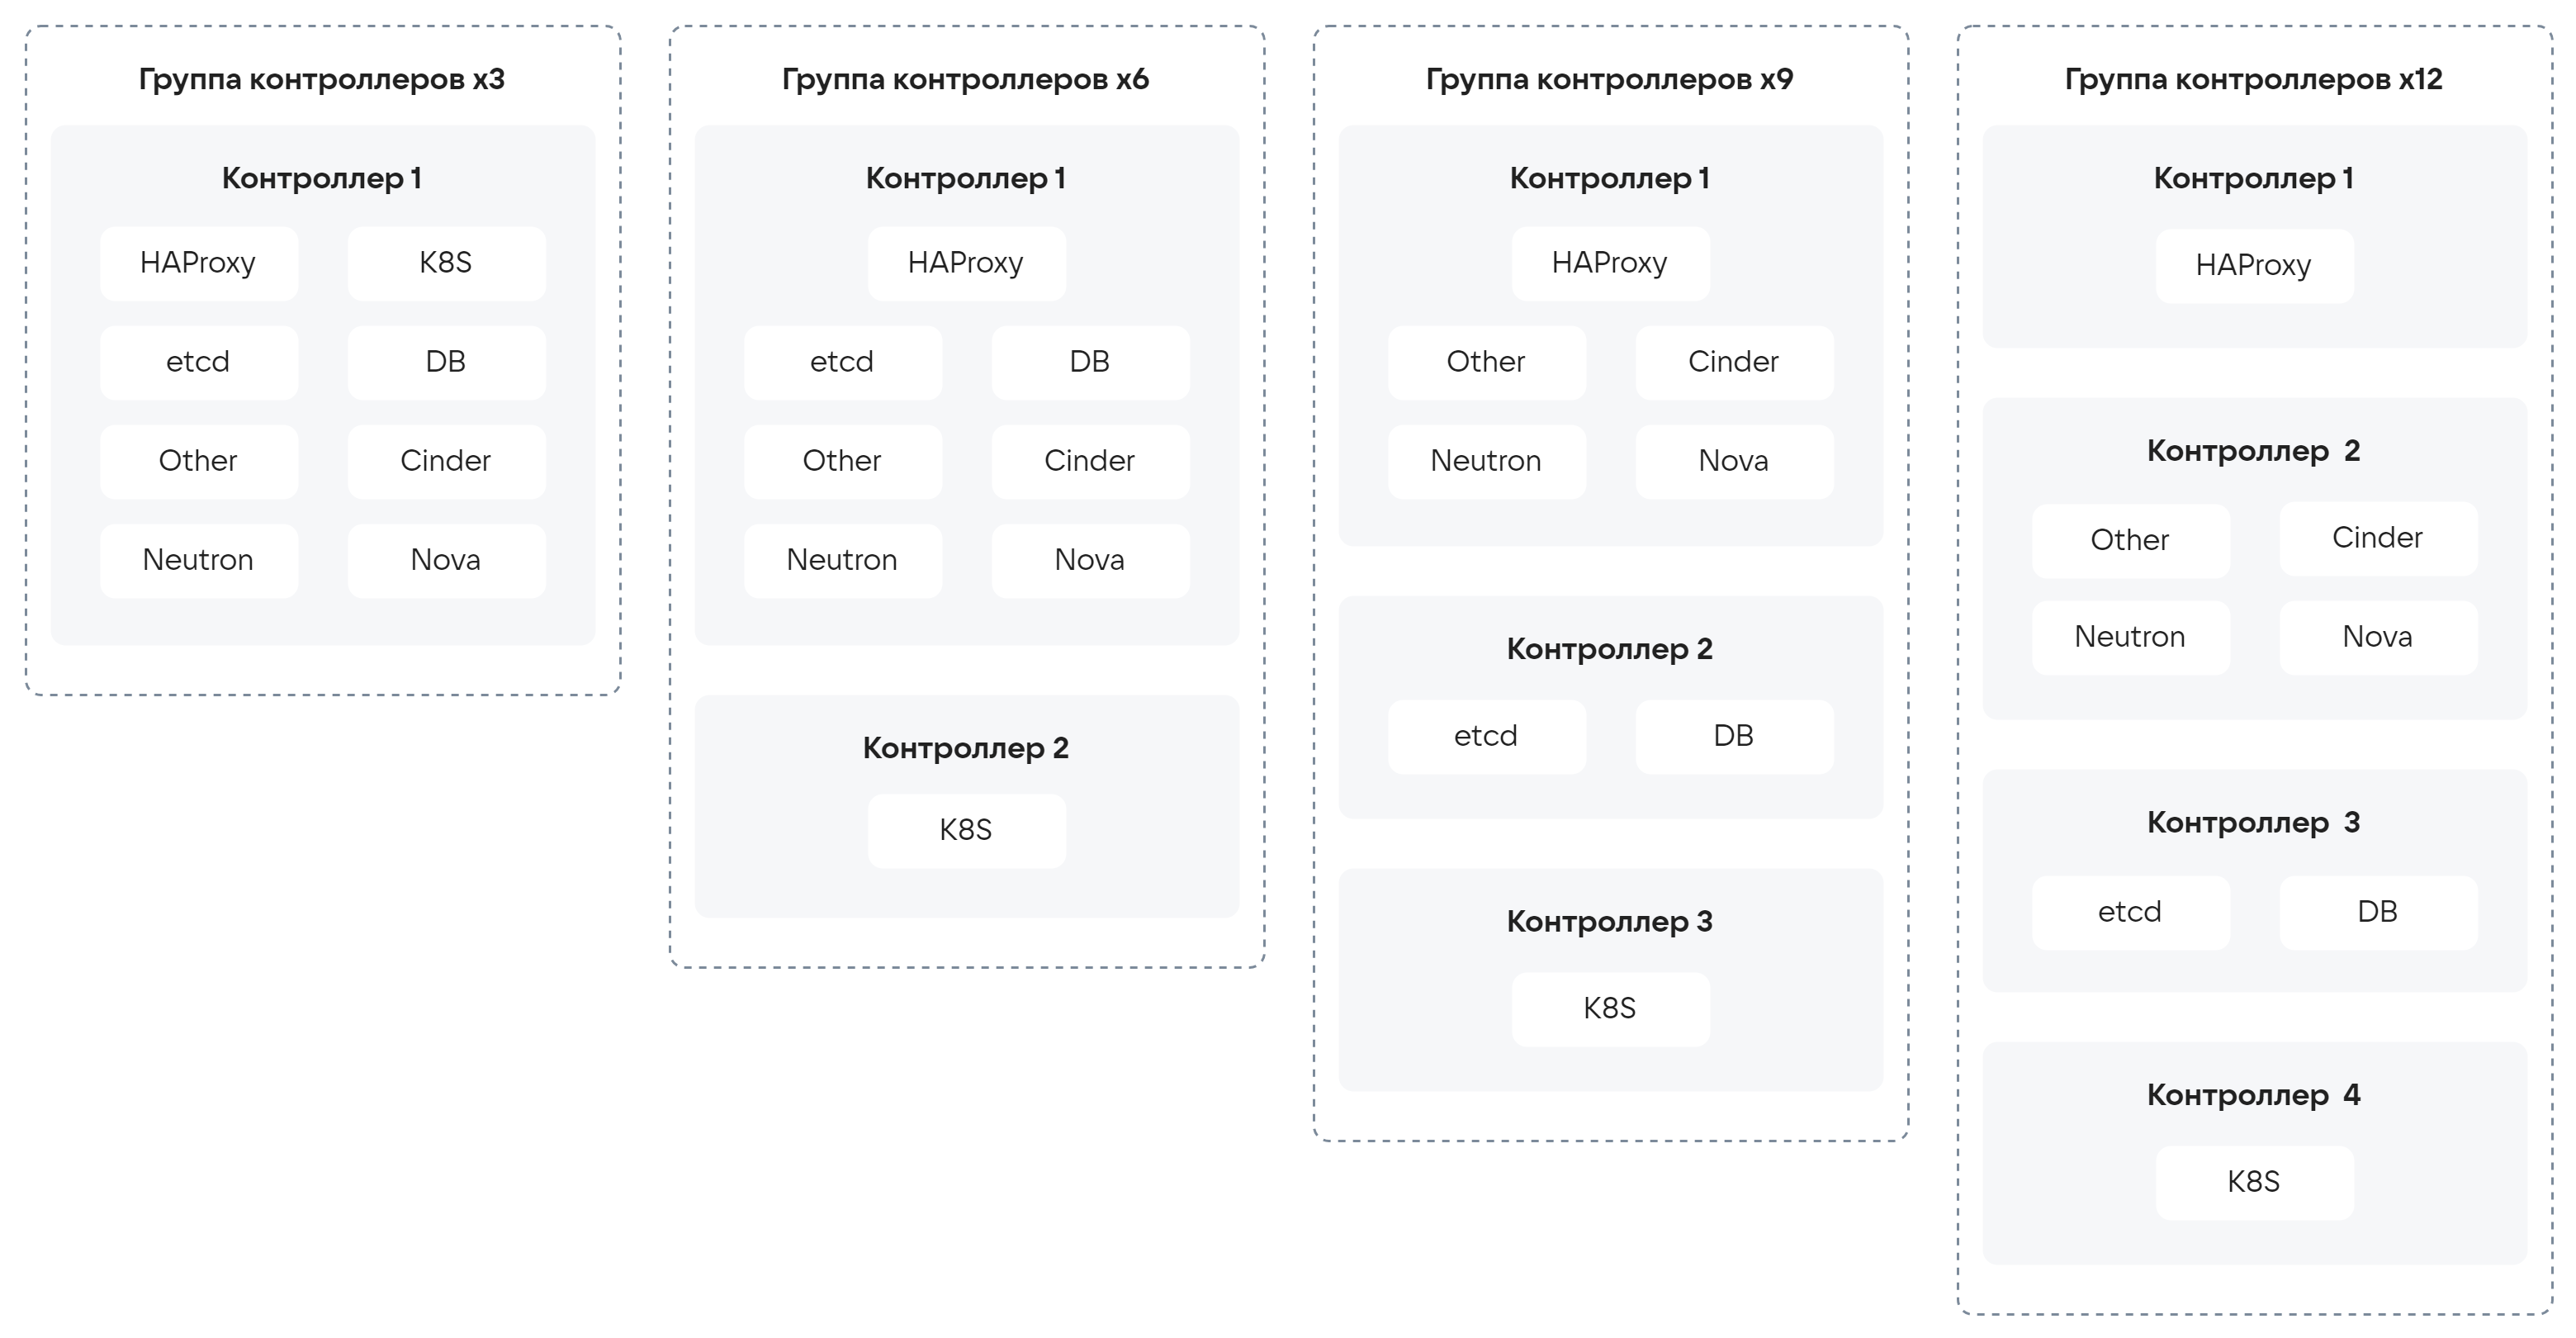 Группа контроллеров x3
Контроллер 1
HAProxy
K8S
etcd
DB
Other
Cinder
Neutron
Nova
Группа контроллеров x6
Контроллер 1
HAProxy
etcd
DB
Other
Cinder
Neutron
Nova
Контроллер 2
K8S
Группа контроллеров x9
Контроллер 1
HAProxy
Other
Cinder
Neutron
Nova
Контроллер 2
etcd
DB
Контроллер 3
K8S
Группа контроллеров x12
Контроллер 1
HAProxy
Контроллер 2
Other
Cinder
Neutron
Nova
Контроллер 3
etcd
DB
Контроллер 4
K8S